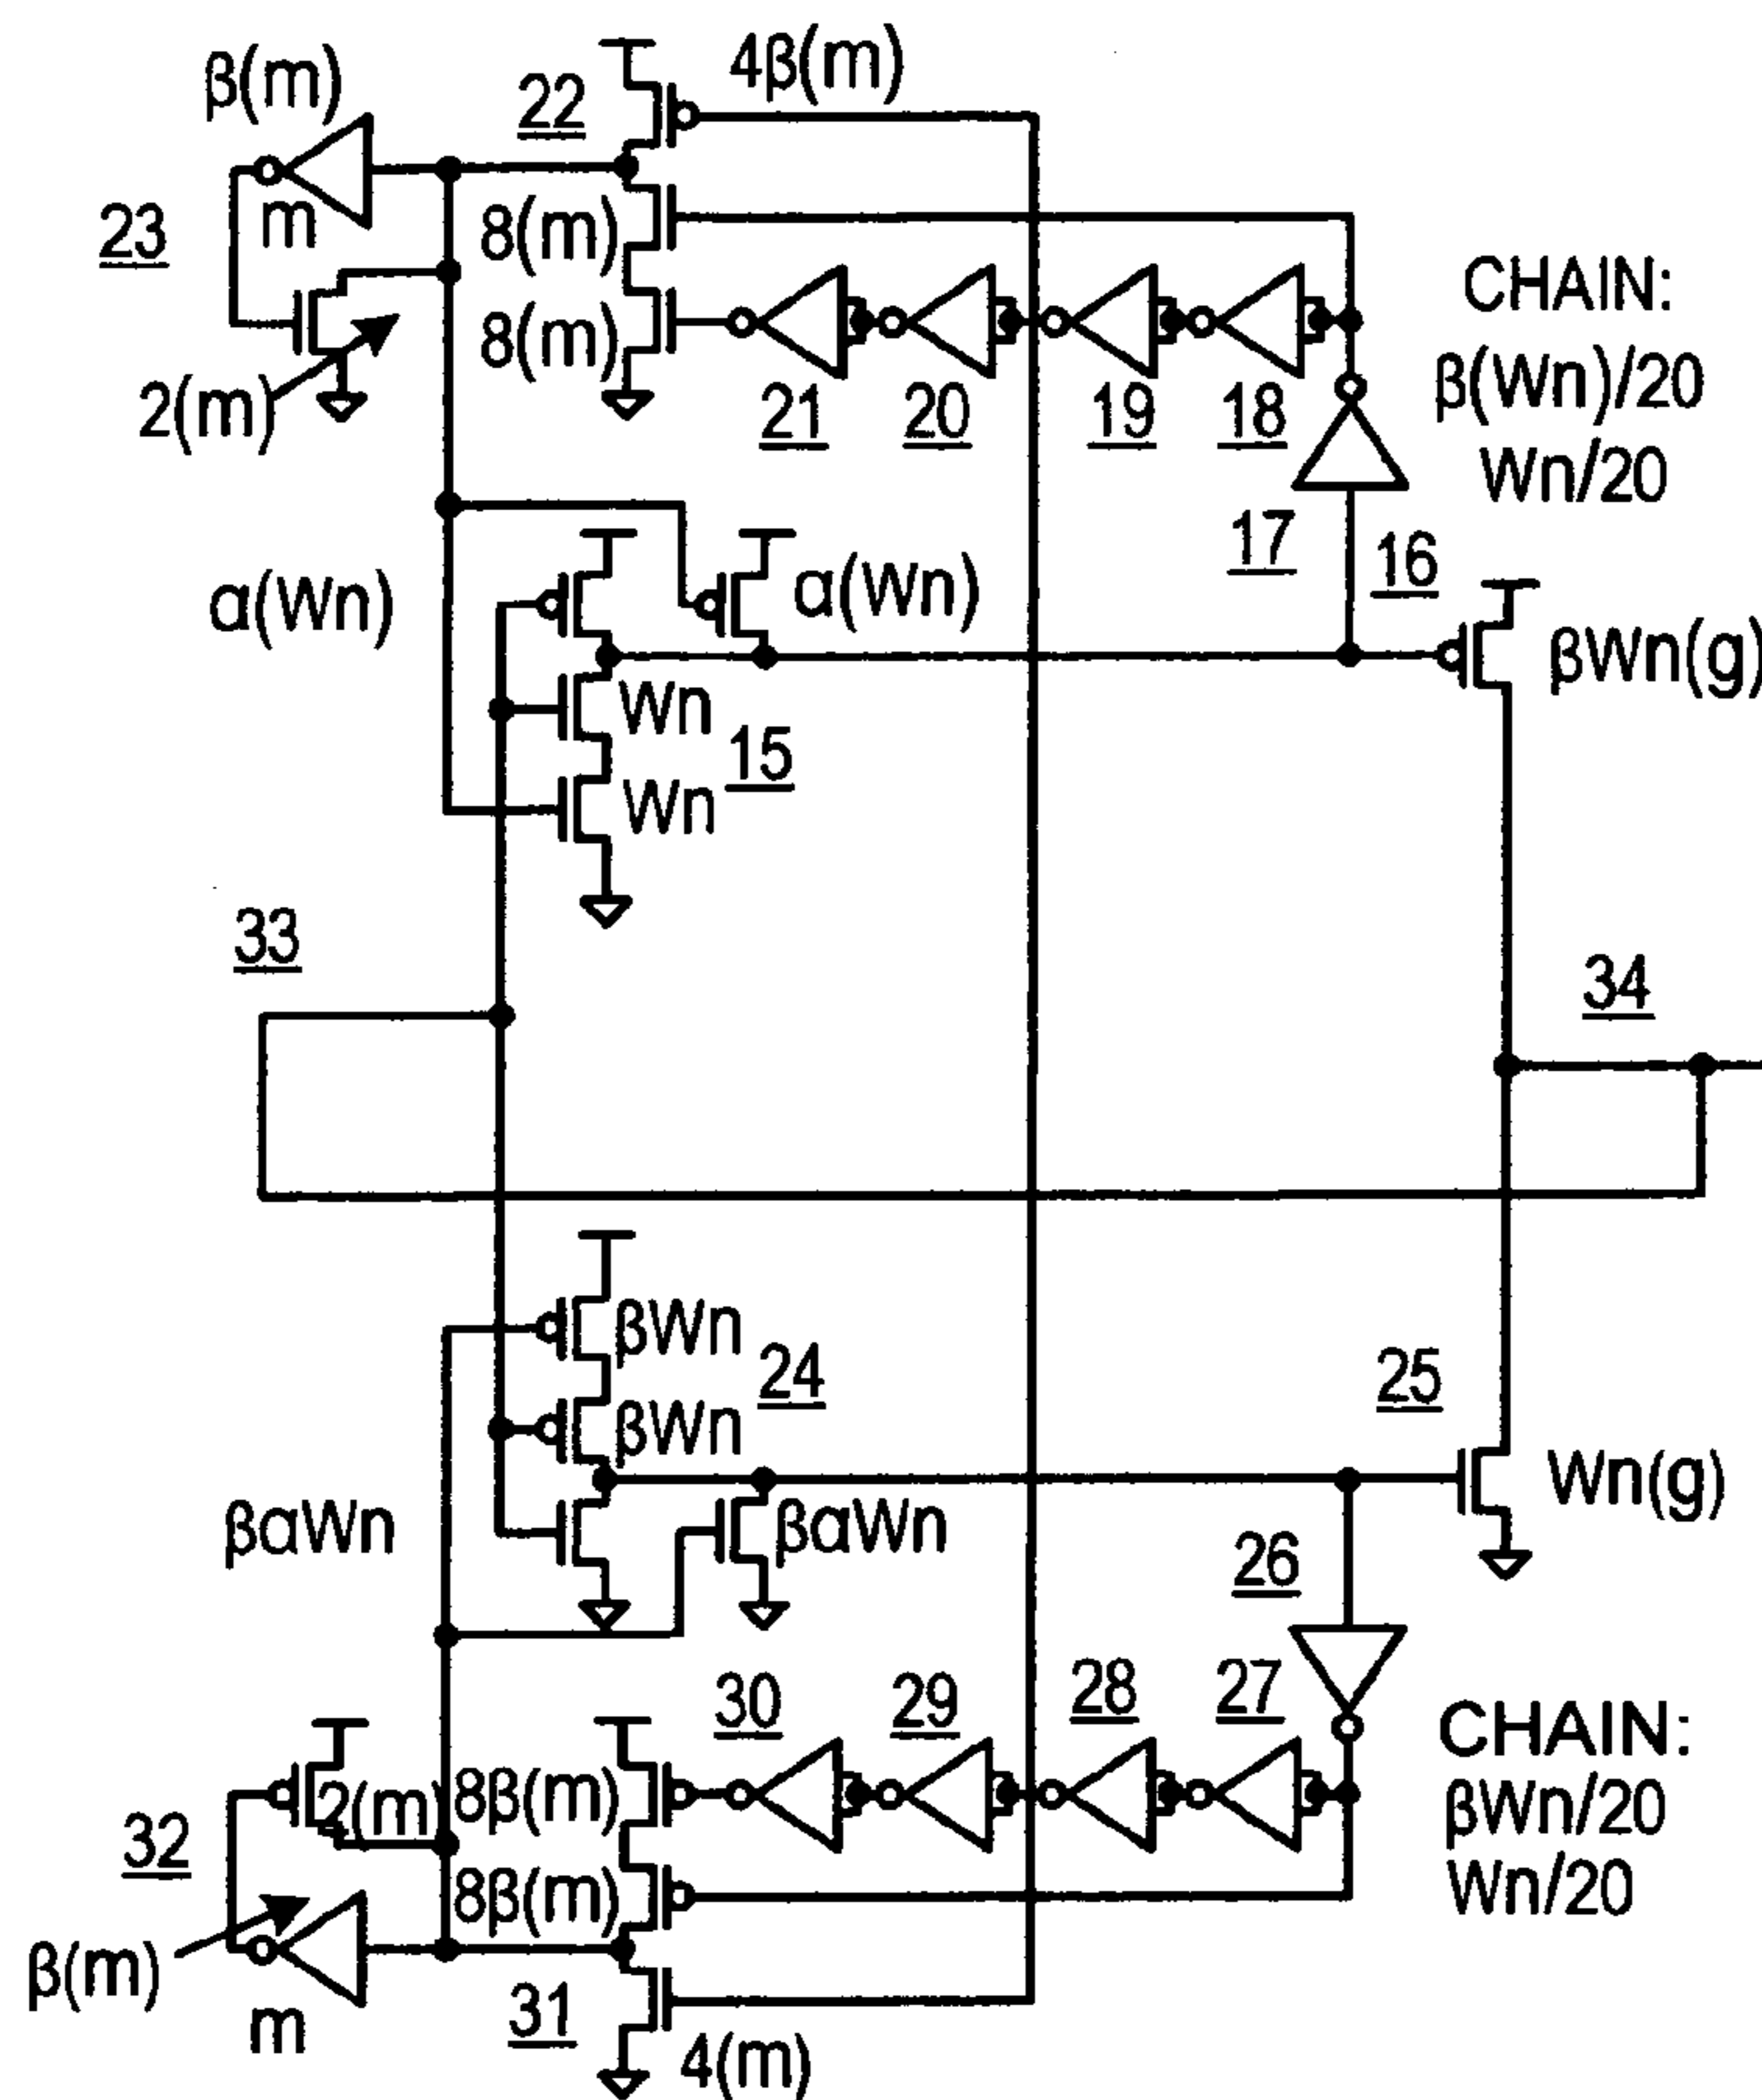 β(m)
22
4β(m)
23
m
8(m)
8(m)
2(m)
21
20
19
18
CHAIN:
β(Wn)/20
Wn/20
17
16
α(Wn)
α(Wn)
βWn(g)
Wn
15
Wn
33
34
βWn
24
βWn
25
Wn(g)
βαWn
βαWn
26
30
29
28
27
CHAIN:
βWn/20
Wn/20
2(m)
8β(m)
32
8β(m)
β(m)
m
31
4(m)